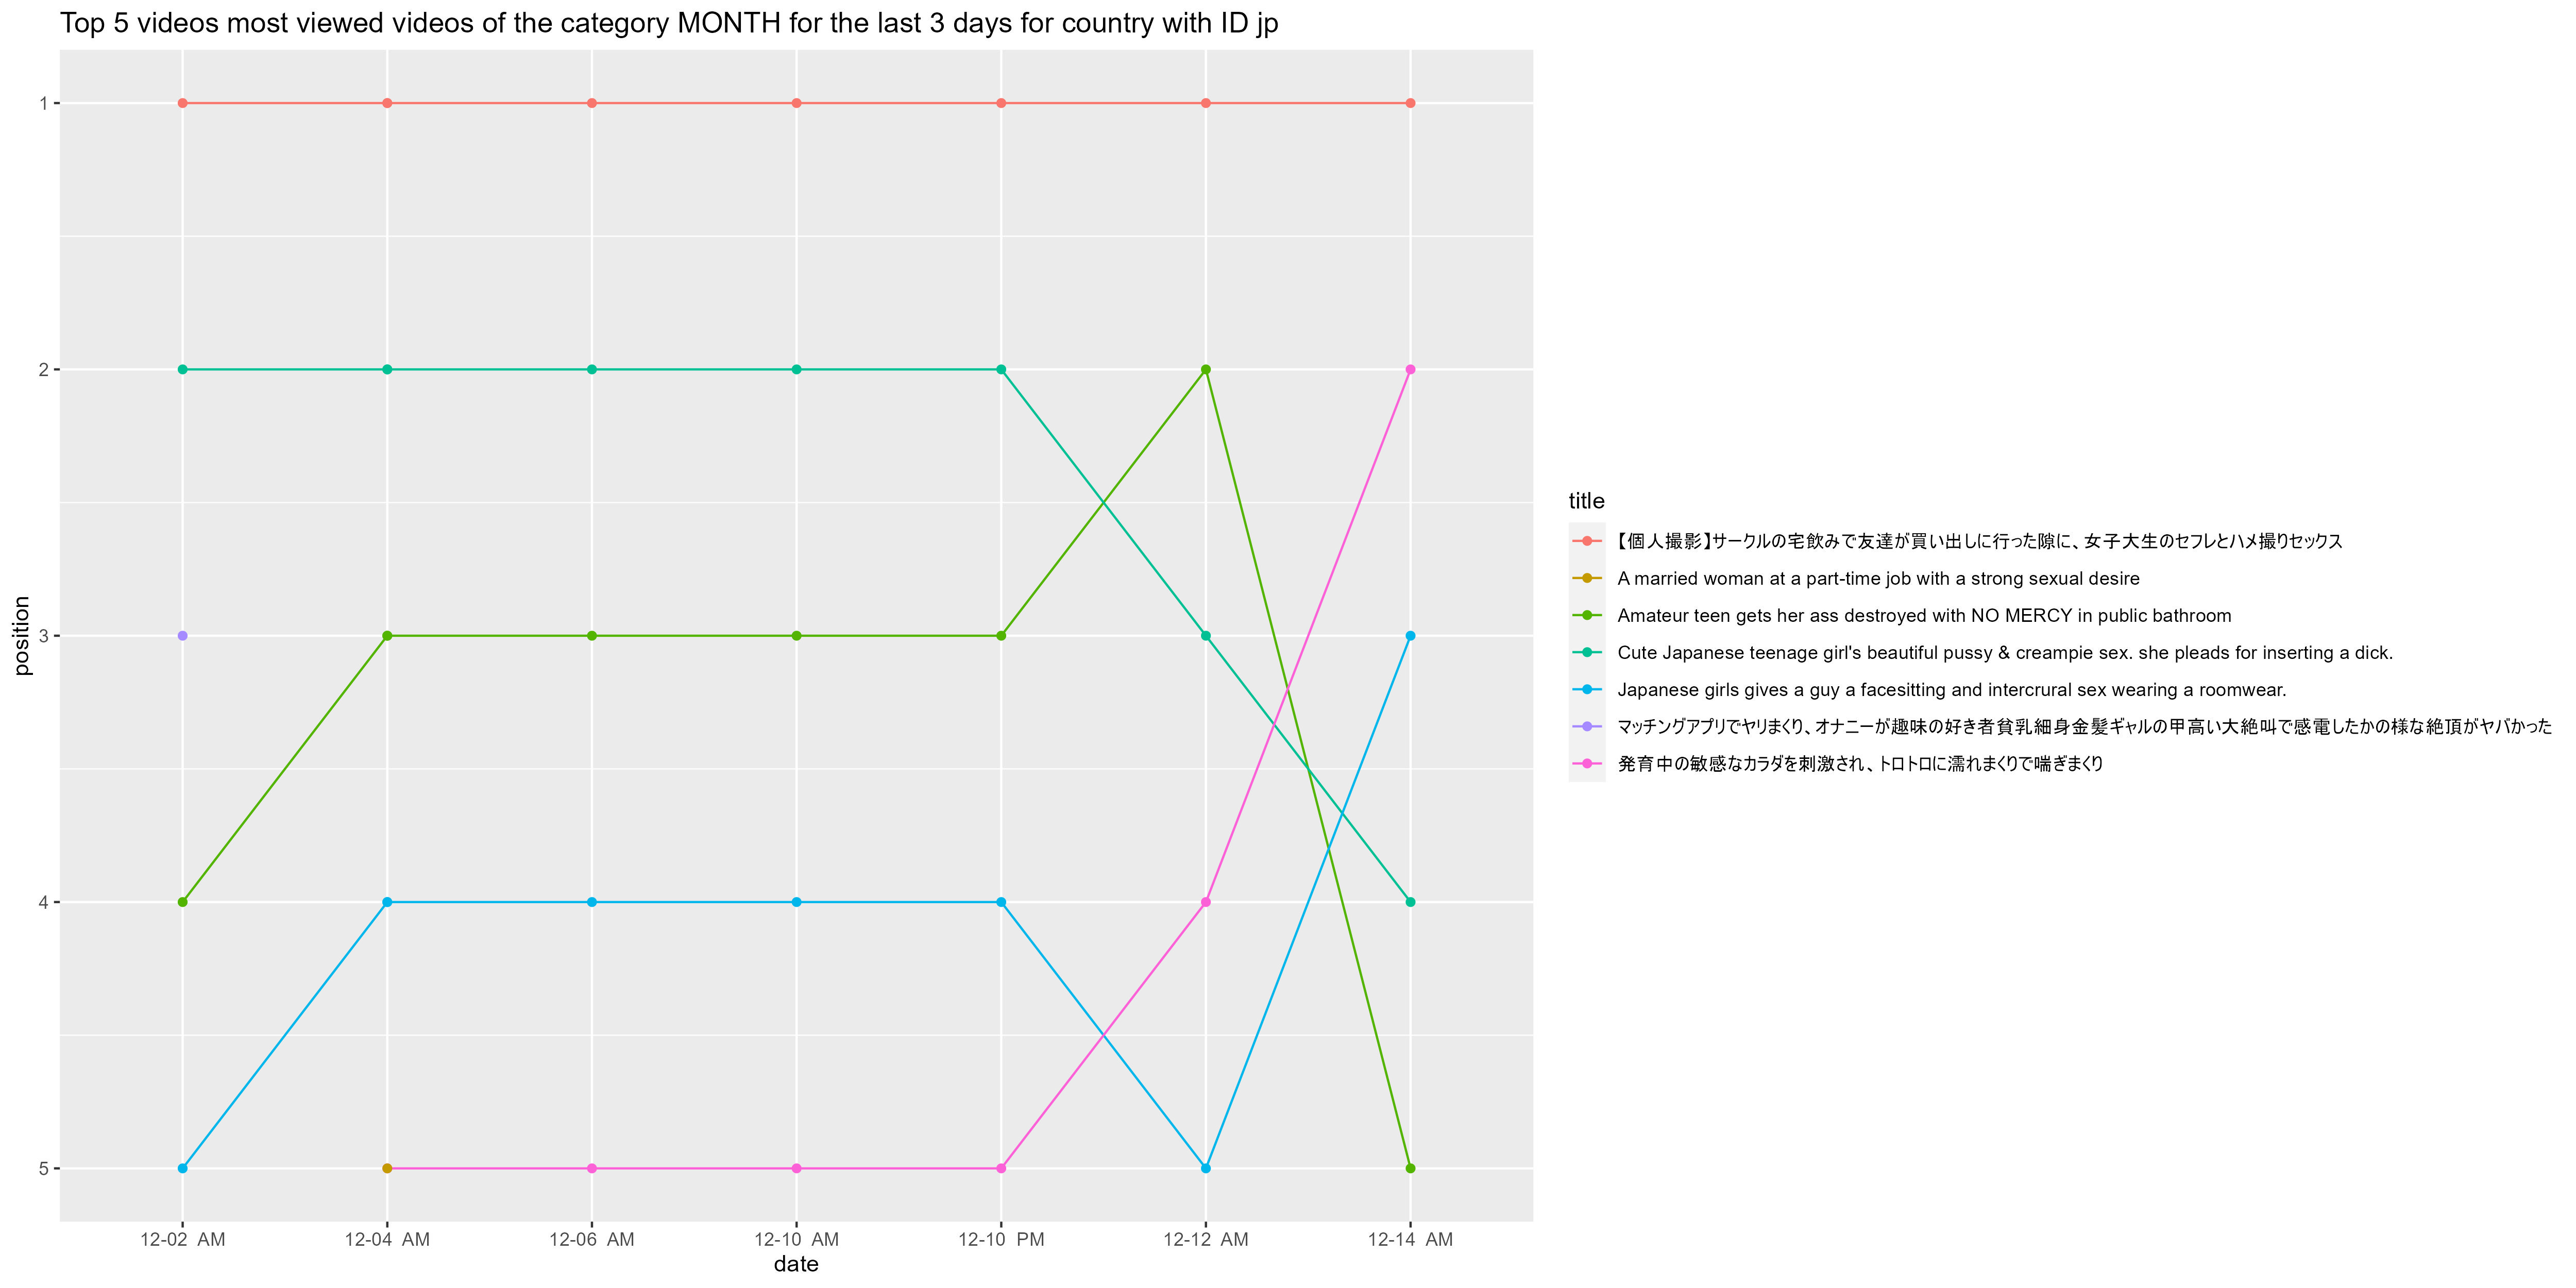 Top 5 videos most viewed videos of the category MONTH for the last 3 days for country with ID jp
position
1
2
3
4
5
12-02 AM
12-04 AM
12-06 AM
12-10 AM
12-10 PM
12-12 AM
12-14 AM
date
title
【個人撮影】サークルの宅飲みで友達が買い出しに行った隙に、女子大生のセフレとハメ撮りセックス
A married woman at a part-time job with a strong sexual desire
Amateur teen gets her ass destroyed with NO MERCY in public bathroom
Cute Japanese teenage girl's beautiful pussy & creampie sex. she pleads for inserting a dick.
Japanese girls gives a guy a facesitting and intercrural sex wearing a roomwear.
マッチングアプリでヤリまくり、オナニーが趣味の好き者貧乳細身金髪ギャルの甲高い大絶叫で感電したかの様な絶頂がヤバかった
発育中の敏感なカラダを刺激され、トロトロに濡れまくりで喘ぎまくり